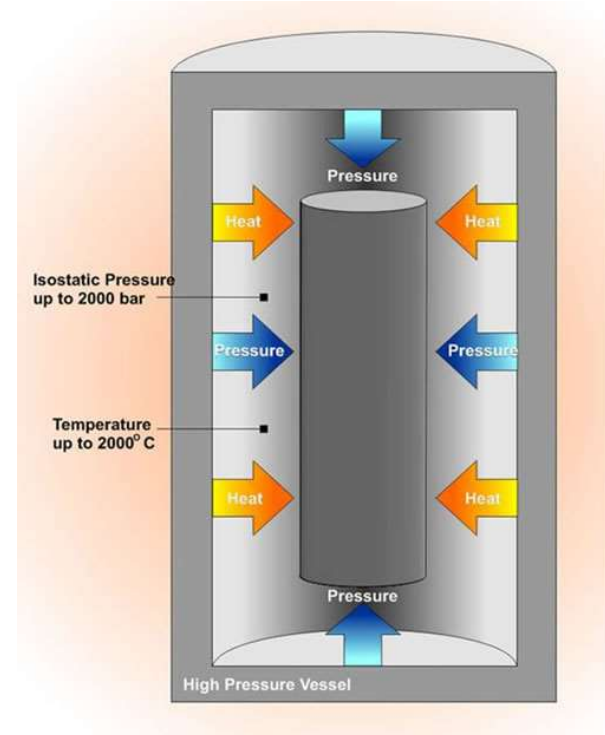 Pressure
Heat
Heat
Isostatic Pressure
up to 2000 bar
Pressure
Pressure
Temperature
up to 2000° C
Heat
Heat
Pressure
High Pressure Vessel